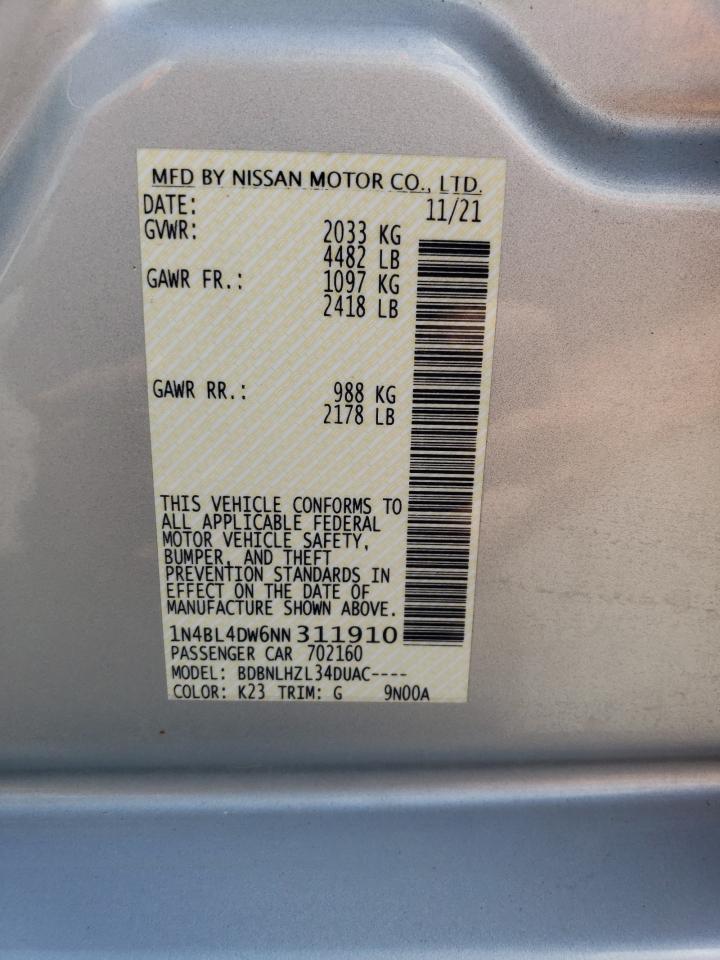 MFD BY NISSAN MOTOR CO., LTD.
DATE: 11/21
GVWR: 2033 KG
4482 LB
GAWR FR.: 1097 KG
2418 LB
GAWR RR.: 988 KG
2178 LB
THIS VEHICLE CONFORMS TO
ALL APPLICABLE FEDERAL
MOTOR VEHICLE SAFETY,
BUMPER, AND THEFT
PREVENTION STANDARDS IN
EFFECT ON THE DATE OF
MANUFACTURE SHOWN ABOVE.
1N4BL4DW6NN311910
PASSENGER CAR 702160
MODEL: BDBNLHZL34DUAC----
COLOR: K23 TRIM: G 9N00A